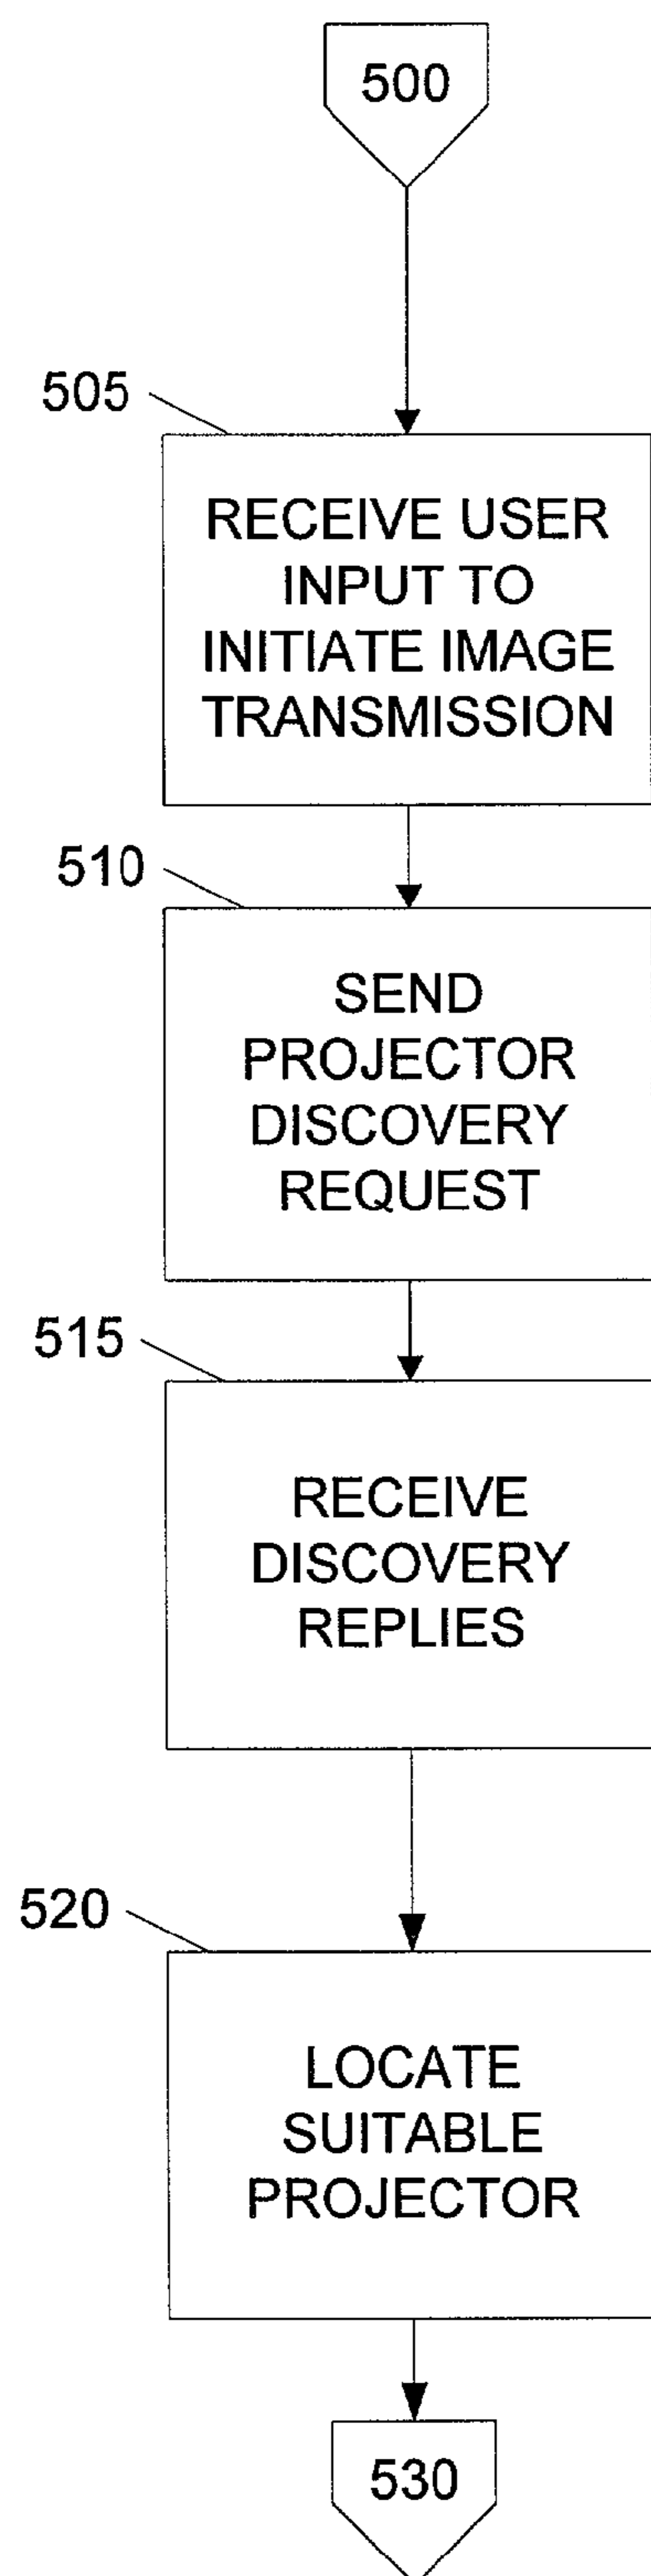 500
505
RECEIVE USER
INPUT TO
INITIATE IMAGE
TRANSMISSION
510
SEND
PROJECTOR
DISCOVERY
REQUEST
515
RECEIVE
DISCOVERY
REPLIES
520
LOCATE
SUITABLE
PROJECTOR
530